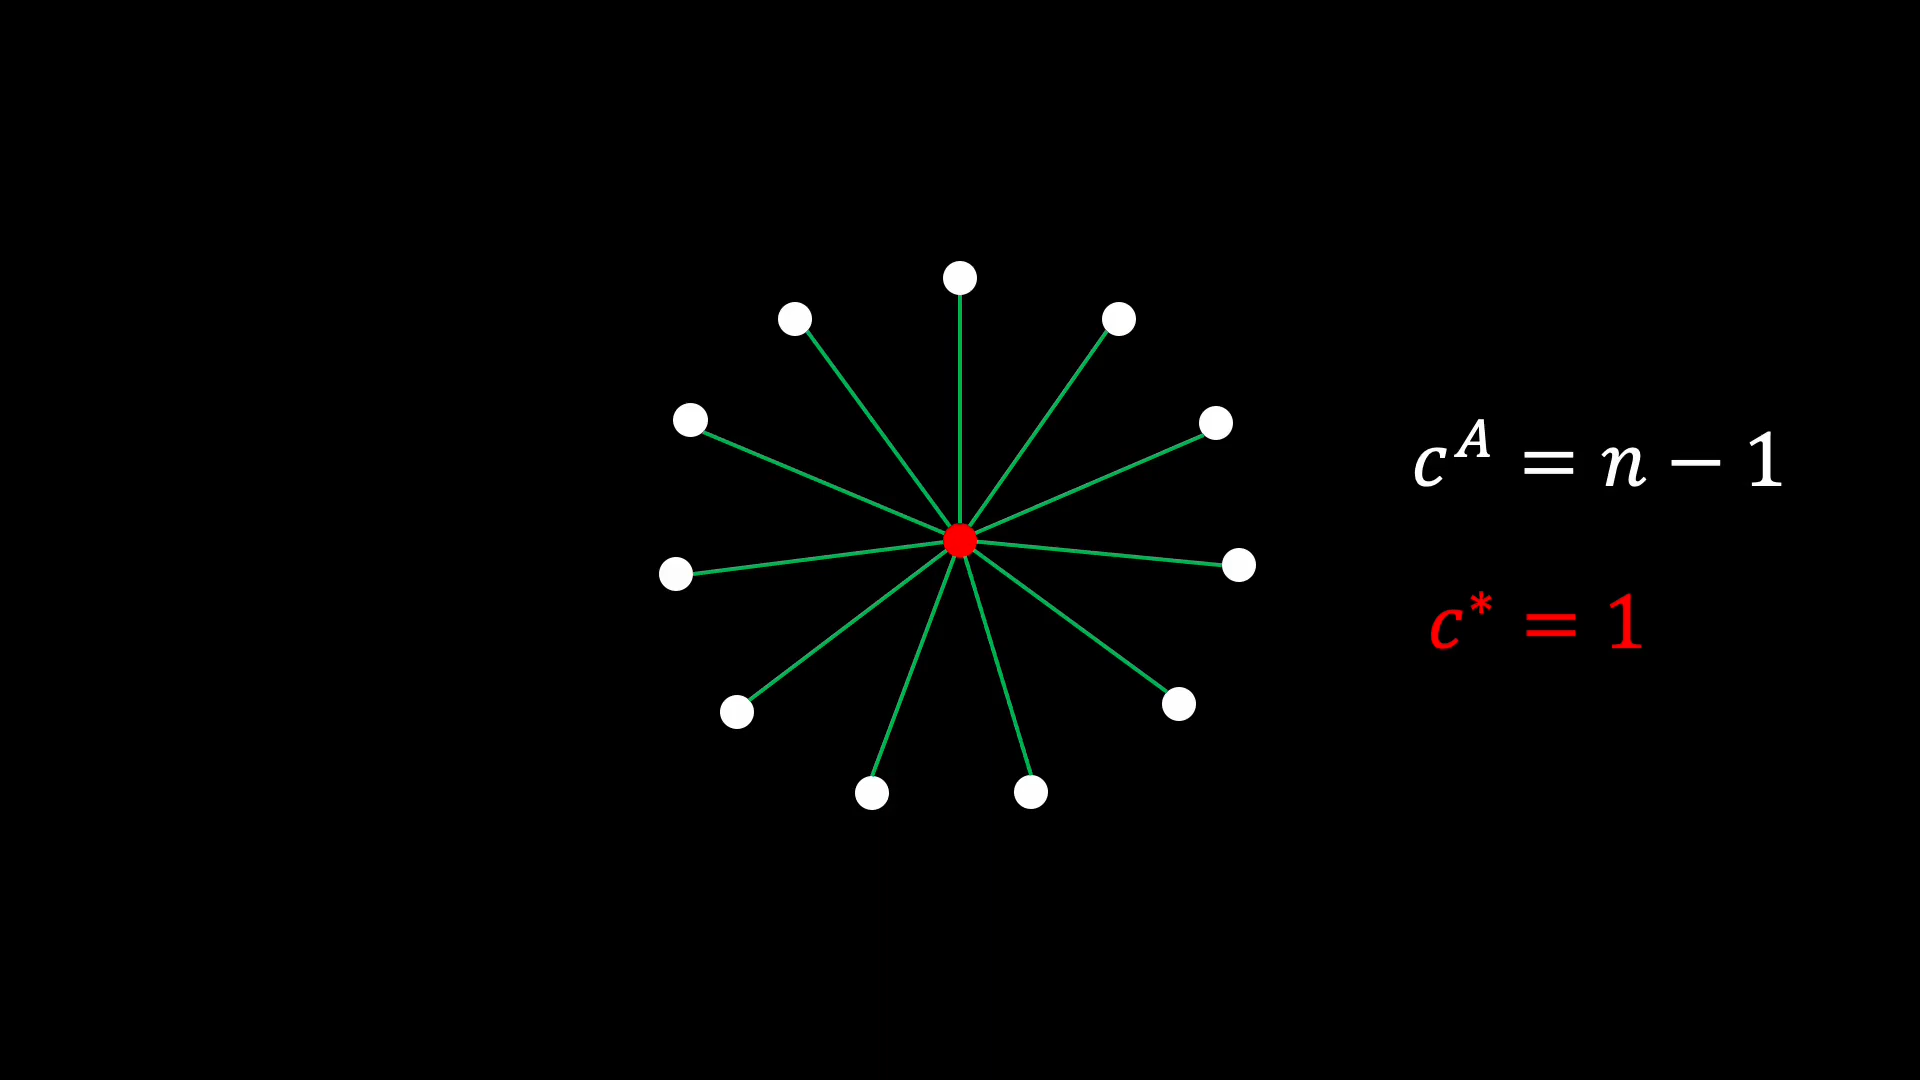 c^A = n − 1
c^* = 1